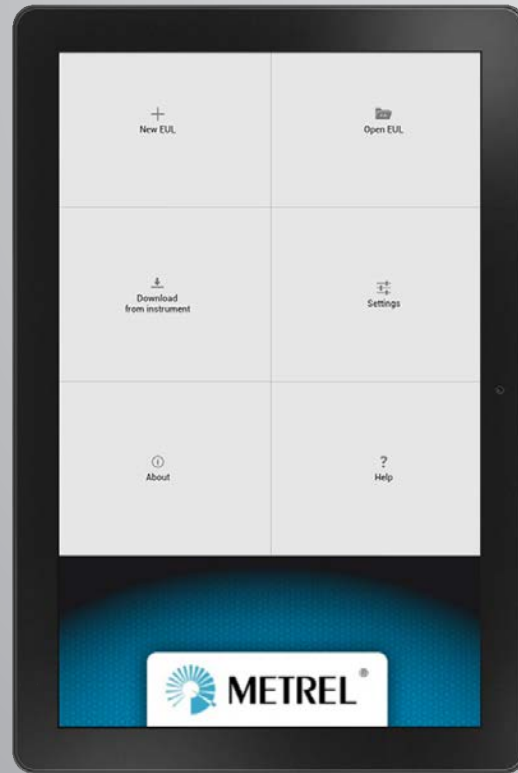 New EUL
Open EUL
Download
from instrument
Settings
About
? Help
METREL®